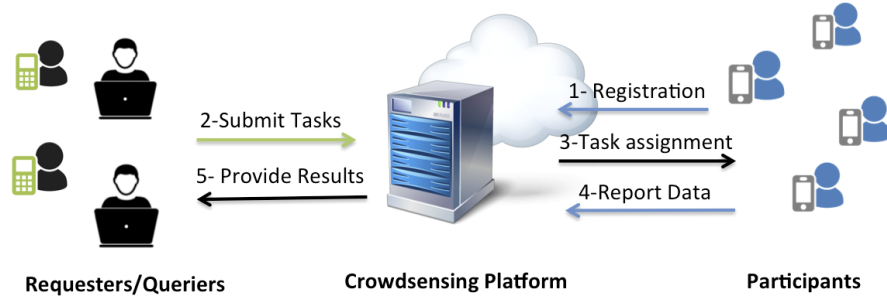 1- Registration
2-Submit Tasks
3-Task assignment
5- Provide Results
4-Report Data
Requesters/Queriers
Crowdsensing Platform
Participants